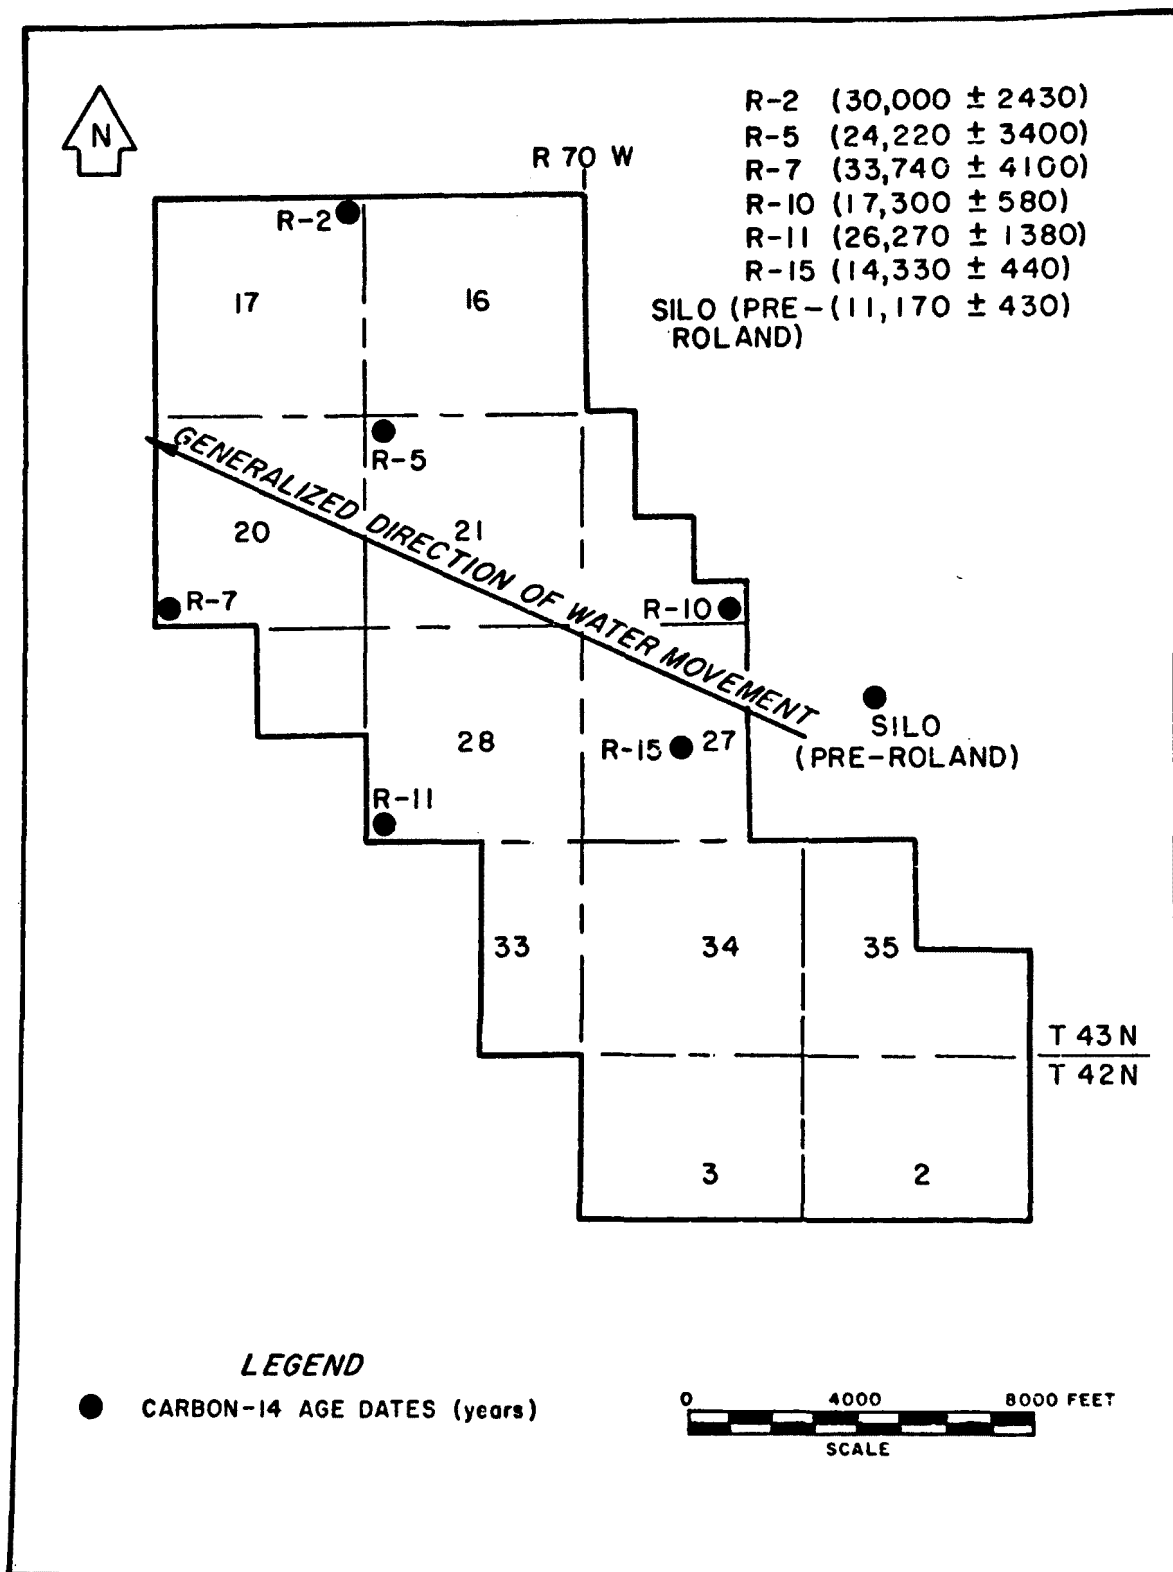 N
R-2 (30,000 ± 2430)
R-5 (24,220 ± 3400)
R-7 (33,740 ± 4100)
R-10 (17,300 ± 580)
R-11 (26,270 ± 1380)
R-15 (14,330 ± 440)
SILO (PRE-(11,170 ± 430)
ROLAND)
R 70 W
R-2
17
16
R-5
GENERALIZED DIRECTION OF WATER MOVEMENT
20
21
R-7
R-10
SILO
(PRE-ROLAND)
28
R-15
27
R-11
33
34
35
T 43 N
T 42N
3
2
LEGEND
CARBON-14 AGE DATES (years)
0 4000 8000 FEET
SCALE